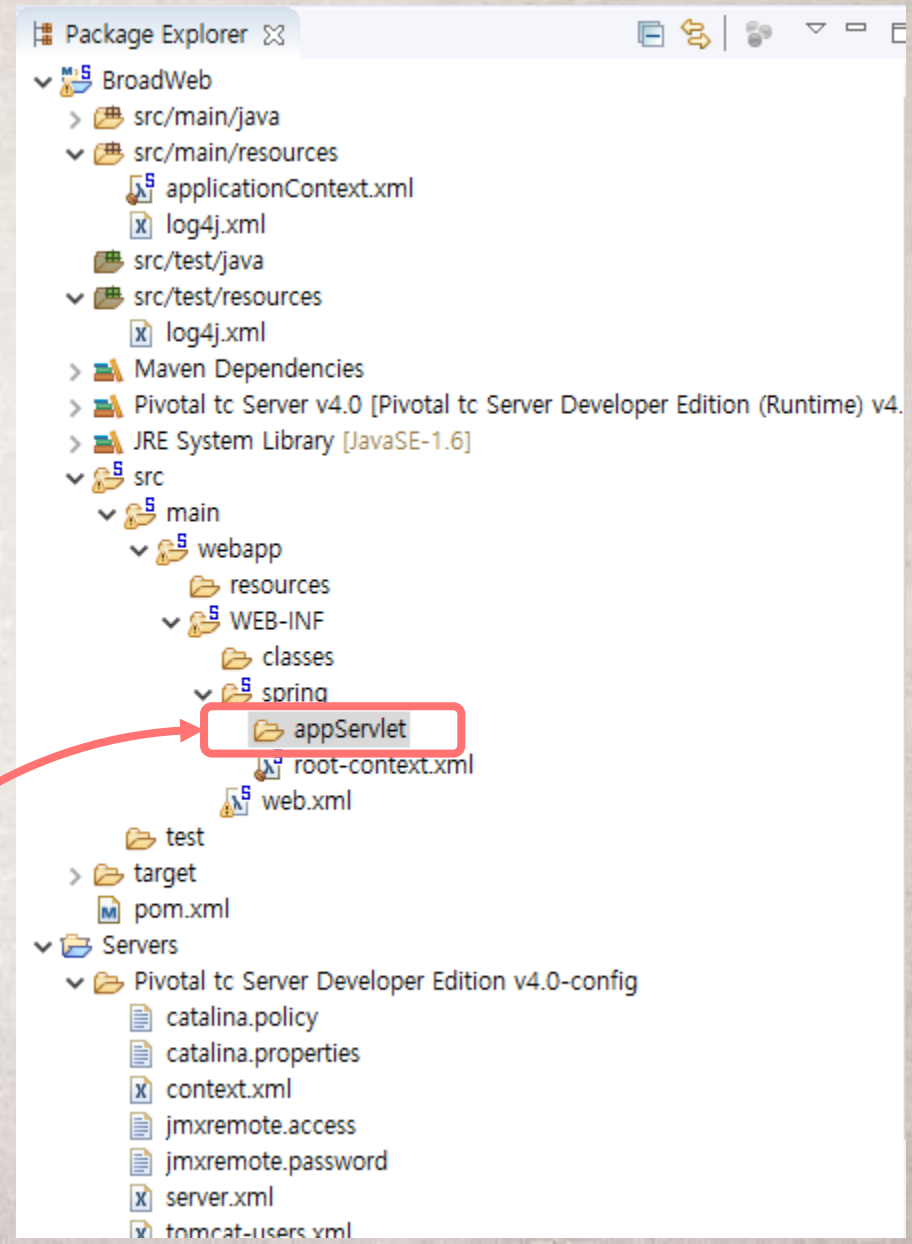 Package Explorer
BroadWeb
src/main/java
src/main/resources
applicationContext.xml
log4j.xml
src/test/java
src/test/resources
log4j.xml
Maven Dependencies
Pivotal tc Server v4.0 [Pivotal tc Server Developer Edition (Runtime) v4.
JRE System Library [JavaSE-1.6]
src
main
webapp
resources
WEB-INF
classes
spring
appServlet
root-context.xml
web.xml
test
target
pom.xml
Servers
Pivotal tc Server Developer Edition v4.0-config
catalina.policy
catalina.properties
context.xml
jmxremote.access
jmxremote.password
server.xml
tomcat-users.xml